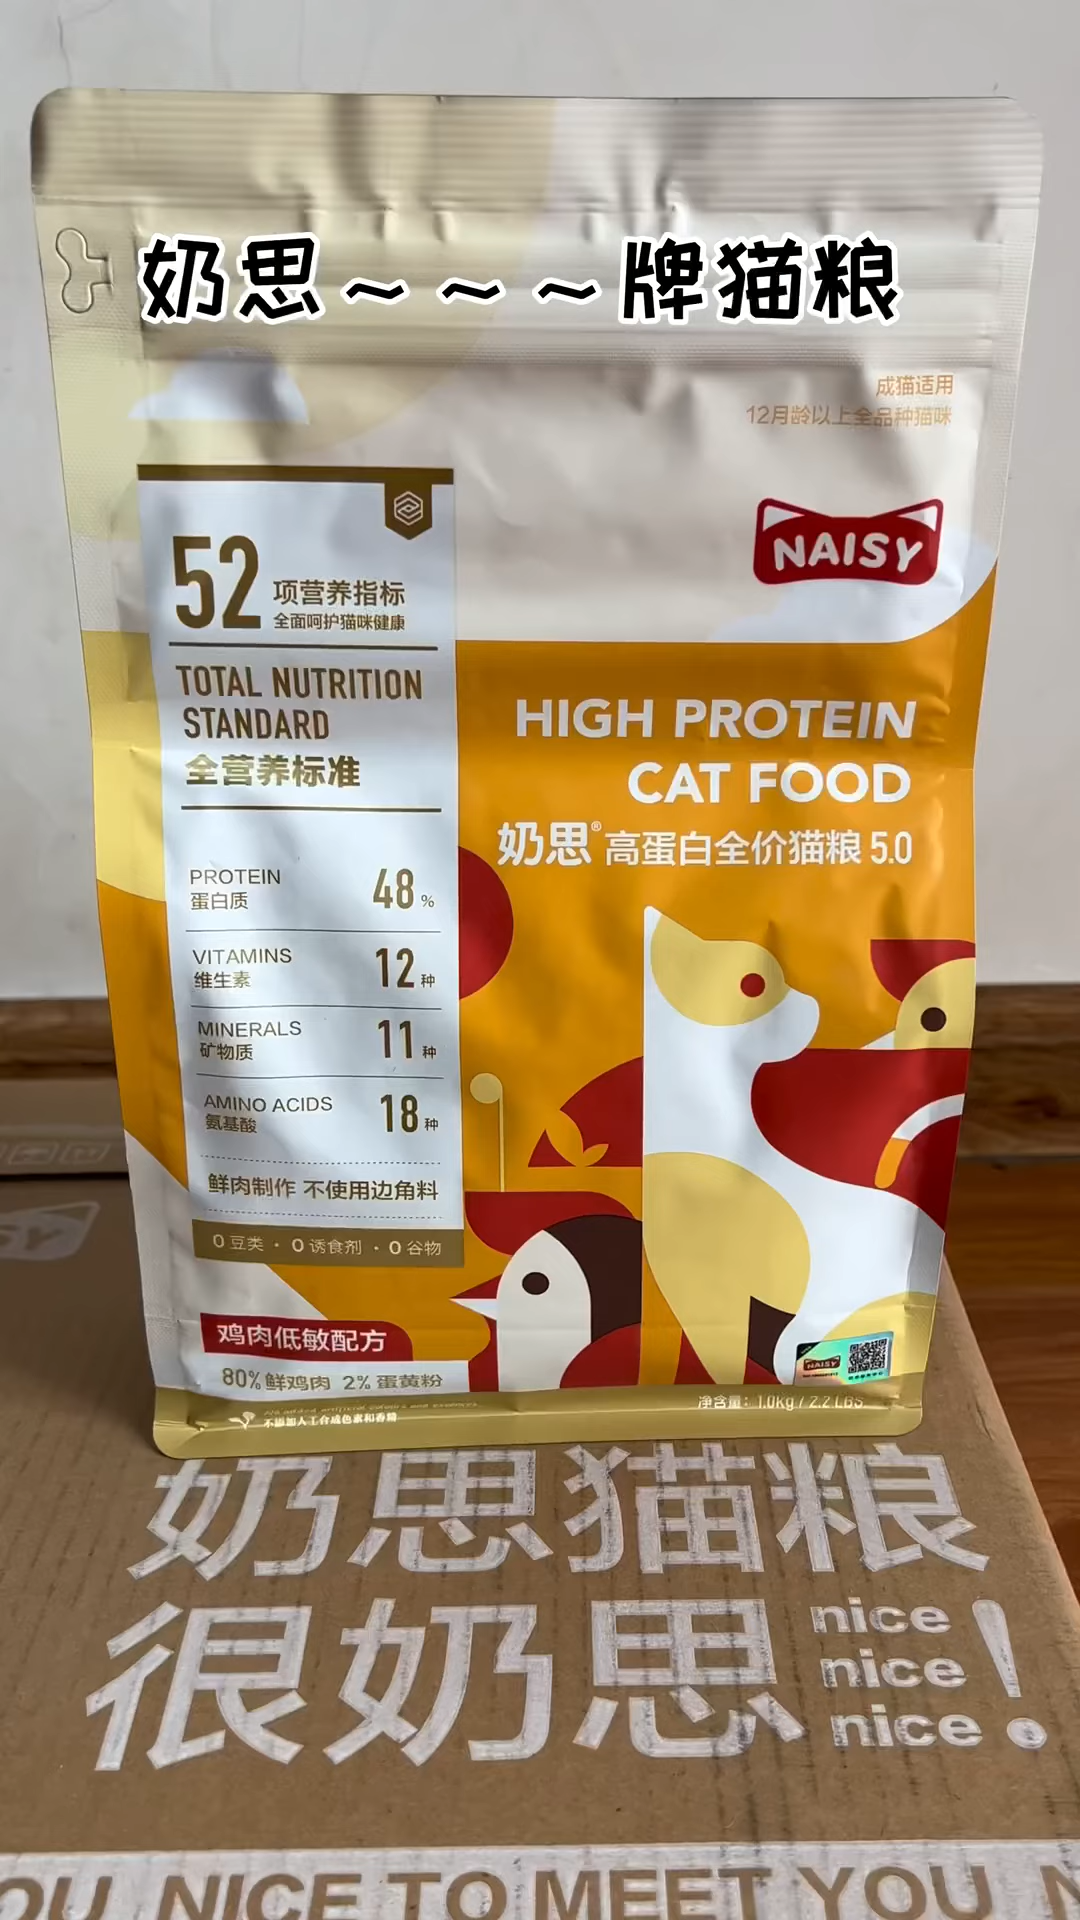 奶思～～～牌猫粮
成猫适用
12月龄以上全品种猫咪
NAISY
52 项营养指标
全面呵护猫咪健康
TOTAL NUTRITION
STANDARD
全营养标准
PROTEIN
蛋白质
48%
VITAMINS
维生素
12种
MINERALS
矿物质
11种
AMINO ACIDS
氨基酸
18种
鲜肉制作 不使用边角料
0豆类 · 0诱食剂 · 0谷物
HIGH PROTEIN
CAT FOOD
奶思®高蛋白全价猫粮 5.0
鸡肉低敏配方
80%鲜鸡肉 2%蛋黄粉
不添加人工合成色素和香精
NAISY
净含量：1.0kg / 2.2 LBS
奶思猫粮
很奶思
nice
nice
nice
!
OU NICE TO MEET YOU N